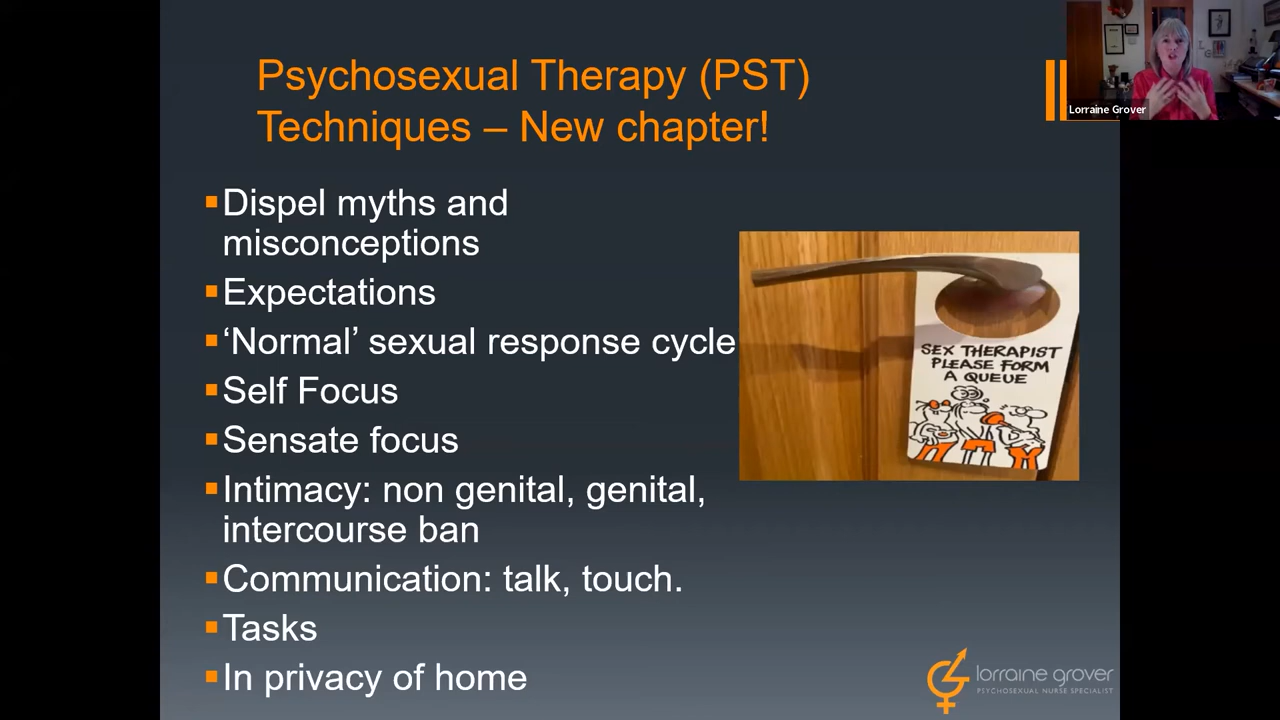 Psychosexual Therapy (PST)
Techniques – New chapter!
Lorraine Grover
Dispel myths and
misconceptions
Expectations
‘Normal’ sexual response cycle
Self Focus
Sensate focus
Intimacy: non genital, genital,
intercourse ban
Communication: talk, touch.
Tasks
In privacy of home
SEX THERAPIST
PLEASE FORM
A QUEUE
lorraine grover
PSYCHOSEXUAL NURSE SPECIALIST